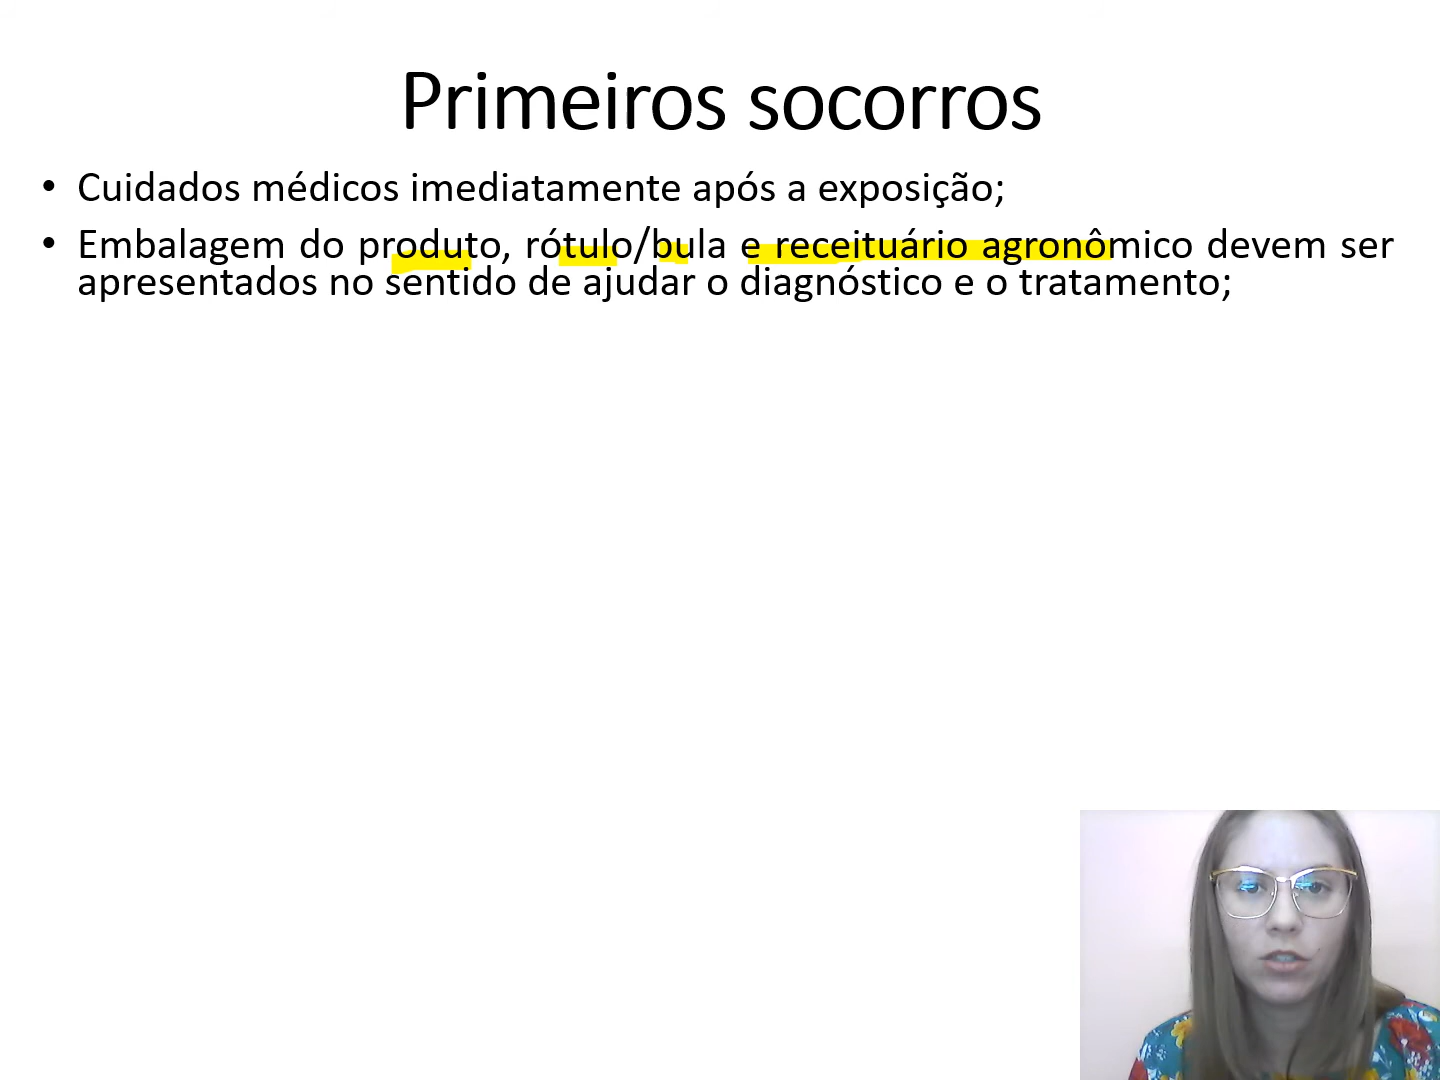 Primeiros socorros
• Cuidados médicos imediatamente após a exposição;
• Embalagem do produto, rótulo/bula e receituário agronômico devem ser
apresentados no sentido de ajudar o diagnóstico e o tratamento;